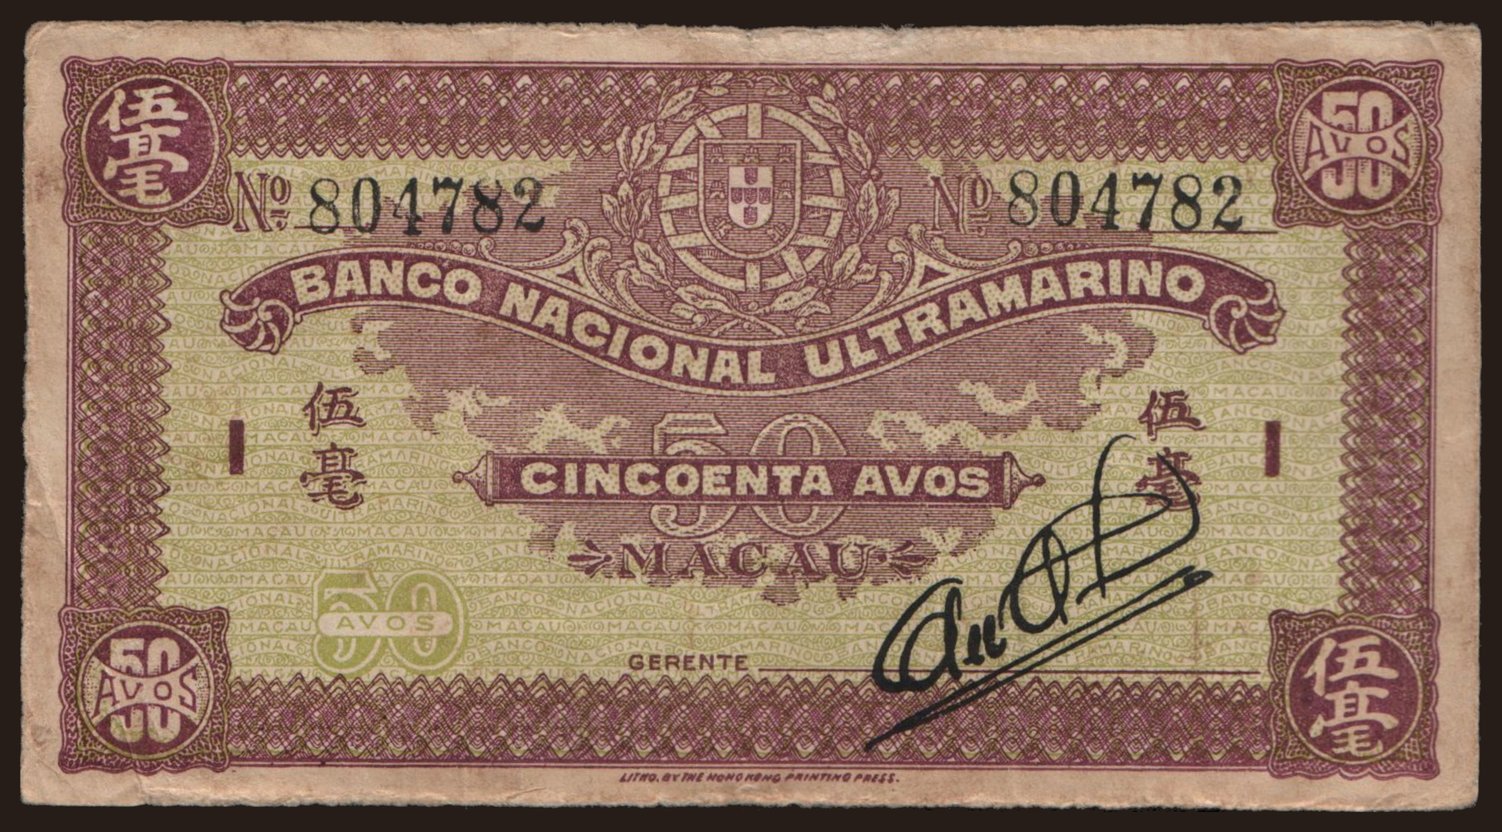 伍毫
50 AVOS
Nº 804782
Nº 804782
BANCO NACIONAL ULTRAMARINO
伍毫
伍毫
50
CINCOENTA AVOS
MACAU
50 AVOS
GERENTE
50 AVOS
伍毫
LITHO. BY THE HONG KONG PRINTING PRESS.